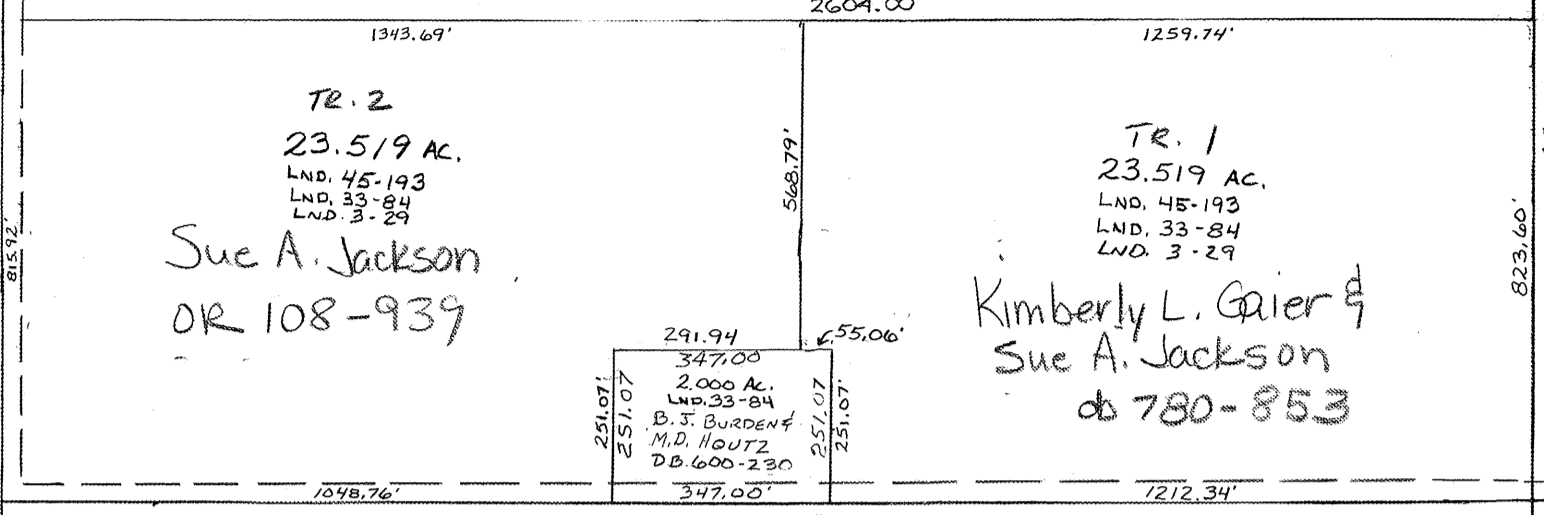 2604.00
1343.69'
1259.74'
TR. 2
23.519 AC.
LND. 45-193
LND. 33-84
LND. 3-29
Sue A. Jackson
OR 108-939
815.92'
568.79'
TR. 1
23.519 AC.
LND. 45-193
LND. 33-84
LND. 3-29
Kimberly L. Gaier &
Sue A. Jackson
db 780-853
823.60'
291.94
55.06'
347.00
2.000 AC.
LND. 33-84
B. J. BURDEN &
M.D. HOUTZ
DB. 600-230
251.07'
251.07
251.07
251.07'
1048.76'
347.00'
1212.34'